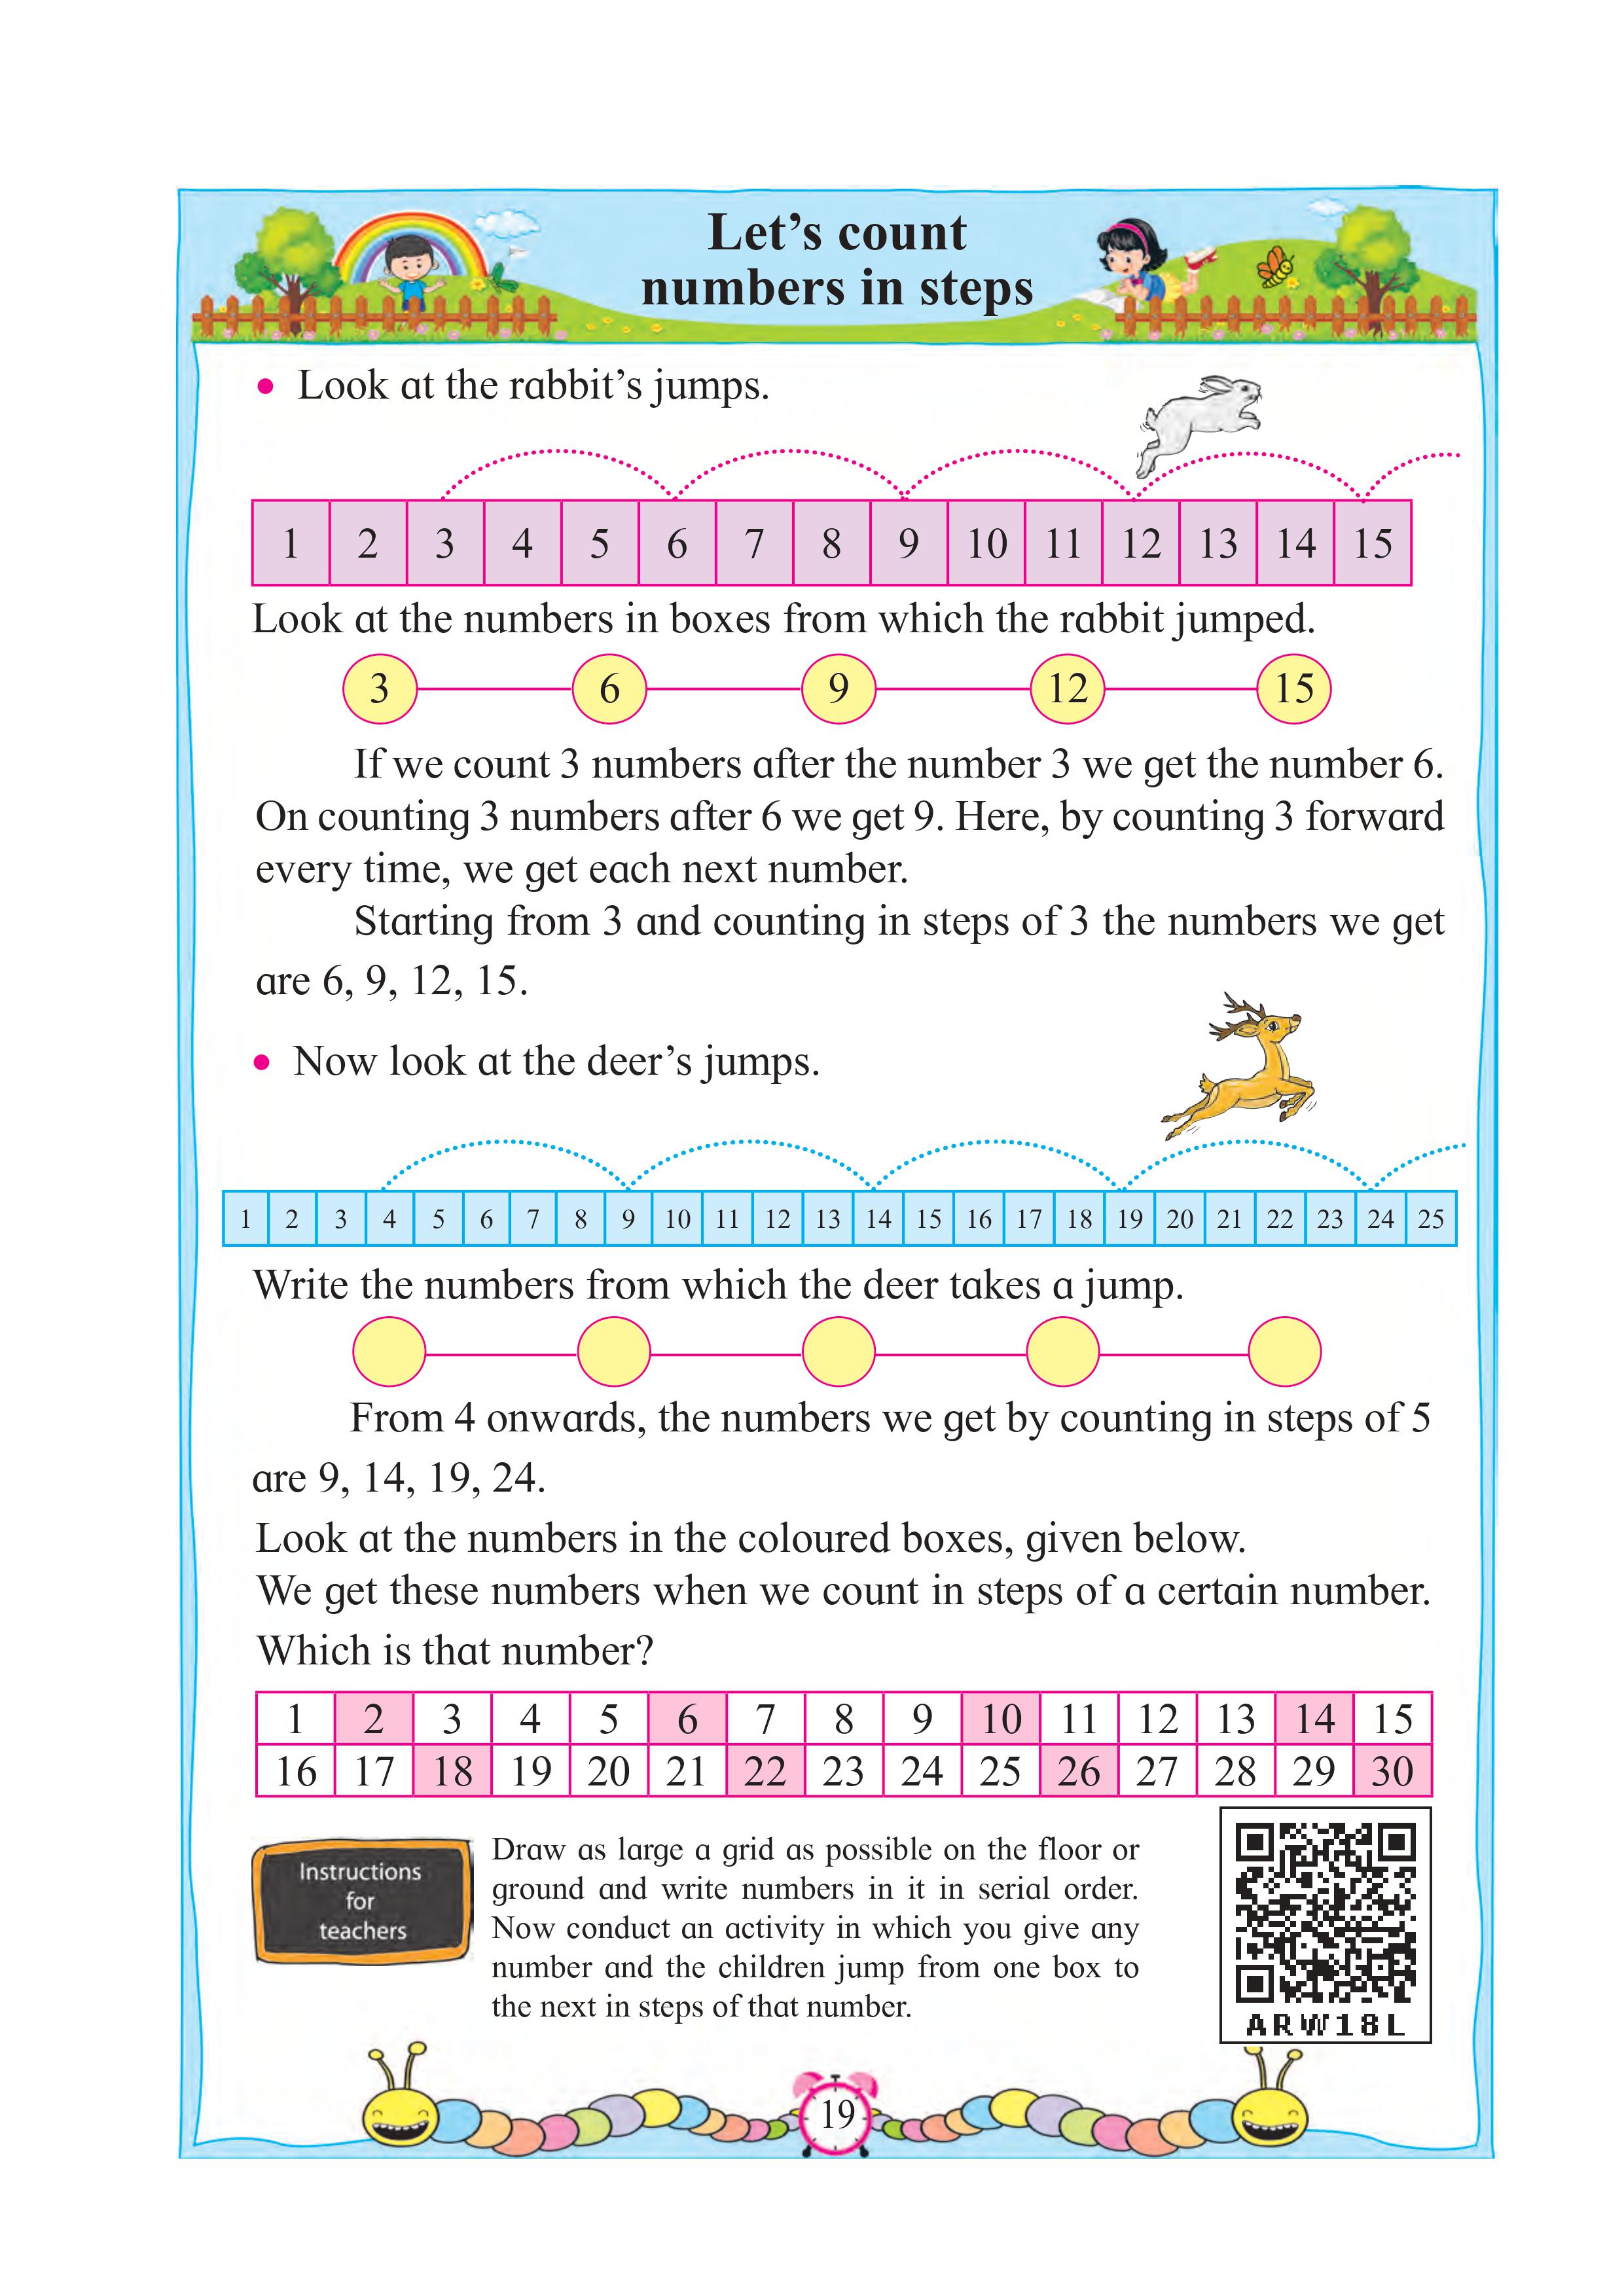 Let’s count
numbers in steps
• Look at the rabbit’s jumps.
1 2 3 4 5 6 7 8 9 10 11 12 13 14 15
Look at the numbers in boxes from which the rabbit jumped.
3 6 9 12 15
If we count 3 numbers after the number 3 we get the number 6.
On counting 3 numbers after 6 we get 9. Here, by counting 3 forward
every time, we get each next number.
Starting from 3 and counting in steps of 3 the numbers we get
are 6, 9, 12, 15.
• Now look at the deer’s jumps.
1 2 3 4 5 6 7 8 9 10 11 12 13 14 15 16 17 18 19 20 21 22 23 24 25
Write the numbers from which the deer takes a jump.
From 4 onwards, the numbers we get by counting in steps of 5
are 9, 14, 19, 24.
Look at the numbers in the coloured boxes, given below.
We get these numbers when we count in steps of a certain number.
Which is that number?
1 2 3 4 5 6 7 8 9 10 11 12 13 14 15
16 17 18 19 20 21 22 23 24 25 26 27 28 29 30
Instructions
for
teachers
Draw as large a grid as possible on the floor or
ground and write numbers in it in serial order.
Now conduct an activity in which you give any
number and the children jump from one box to
the next in steps of that number.
ARW18L
19